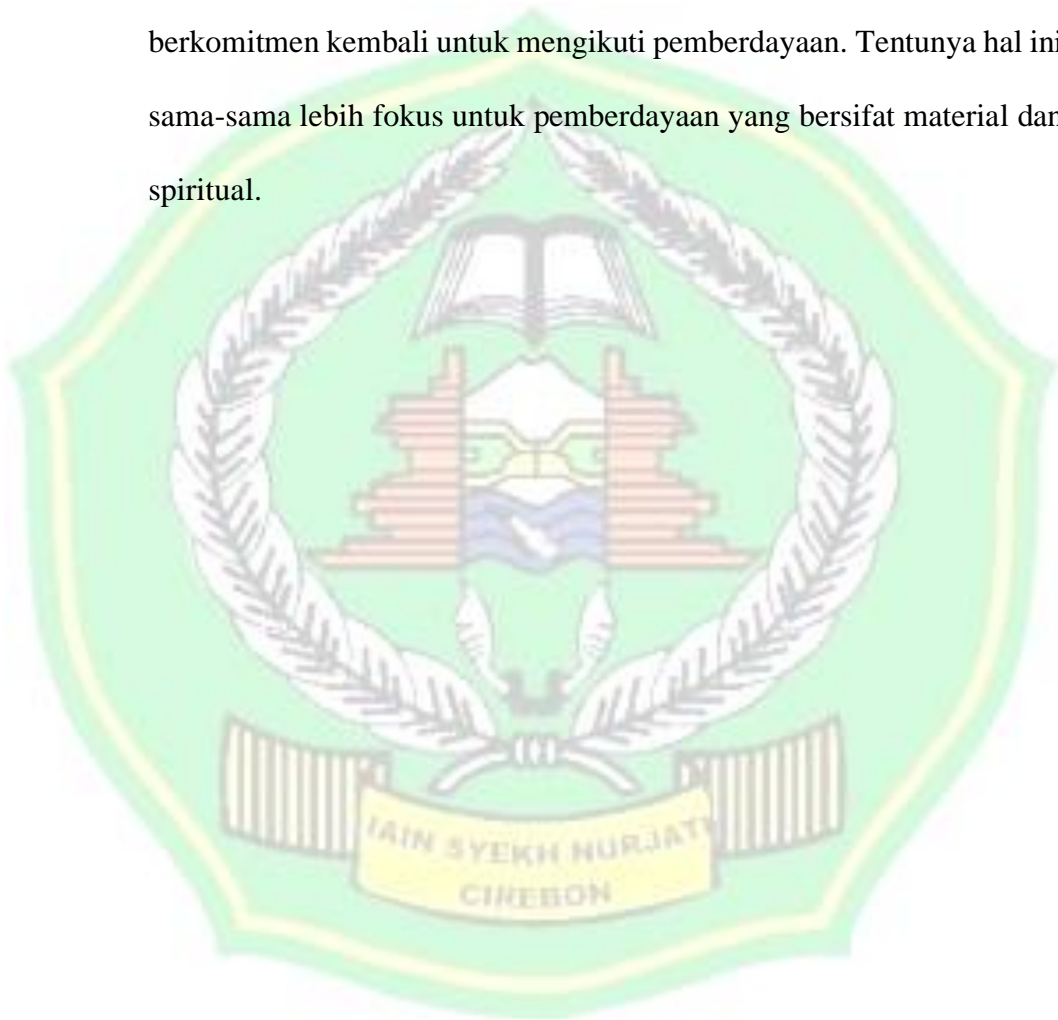 berkomitmen kembali untuk mengikuti pemberdayaan. Tentunya hal ini
sama-sama lebih fokus untuk pemberdayaan yang bersifat material dan
spiritual.
IAIN SYEKH NURJATI
CIREBON